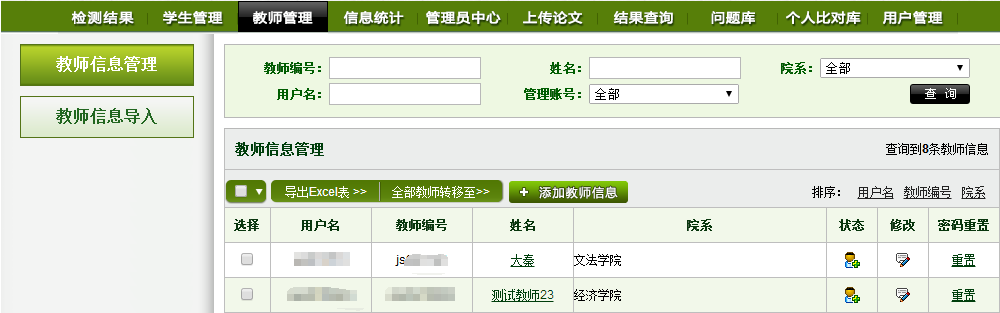 检测结果 学生管理 教师管理 信息统计 管理员中心 上传论文 结果查询 问题库 个人比对库 用户管理
教师信息管理
教师信息导入
教师编号： 姓名： 院系： 全部
用户名： 管理账号： 全部 查 询
教师信息管理 查询到8条教师信息
导出Excel表 >> 全部教师转移至>> + 添加教师信息 排序： 用户名 教师编号 院系
选择 用户名 教师编号 姓名 院系 状态 修改 密码重置
js 大秦 文法学院 重置
测试教师23 经济学院 重置